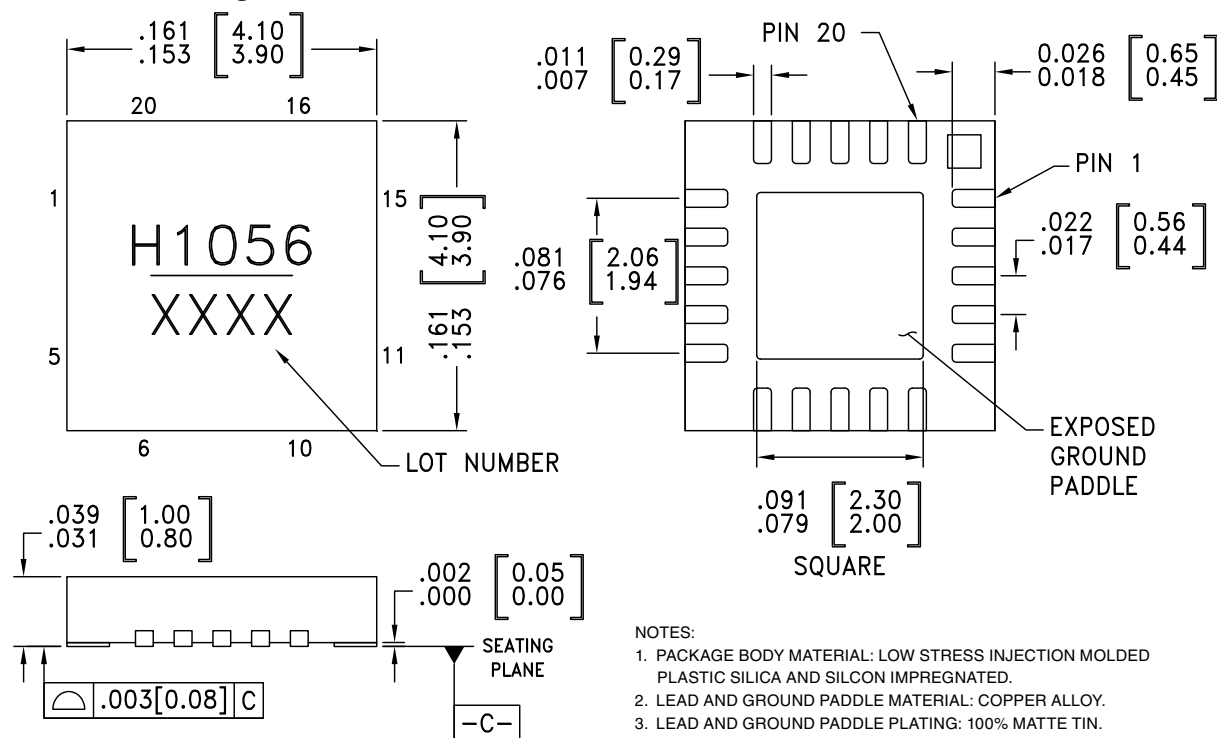 .161 [4.10]
.153 [3.90]
20 16
1 15
5 11
6 10
H1056
XXXX
.161 [4.10]
.153 [3.90]
LOT NUMBER
.011 [0.29]
.007 [0.17]
PIN 20
0.026 [0.65]
0.018 [0.45]
PIN 1
.022 [0.56]
.017 [0.44]
.081 [2.06]
.076 [1.94]
EXPOSED
GROUND
PADDLE
.091 [2.30]
.079 [2.00]
SQUARE
.039 [1.00]
.031 [0.80]
.002 [0.05]
.000 [0.00]
SEATING
PLANE
.003[0.08] C
-C-
NOTES:
1. PACKAGE BODY MATERIAL: LOW STRESS INJECTION MOLDED
PLASTIC SILICA AND SILCON IMPREGNATED.
2. LEAD AND GROUND PADDLE MATERIAL: COPPER ALLOY.
3. LEAD AND GROUND PADDLE PLATING: 100% MATTE TIN.